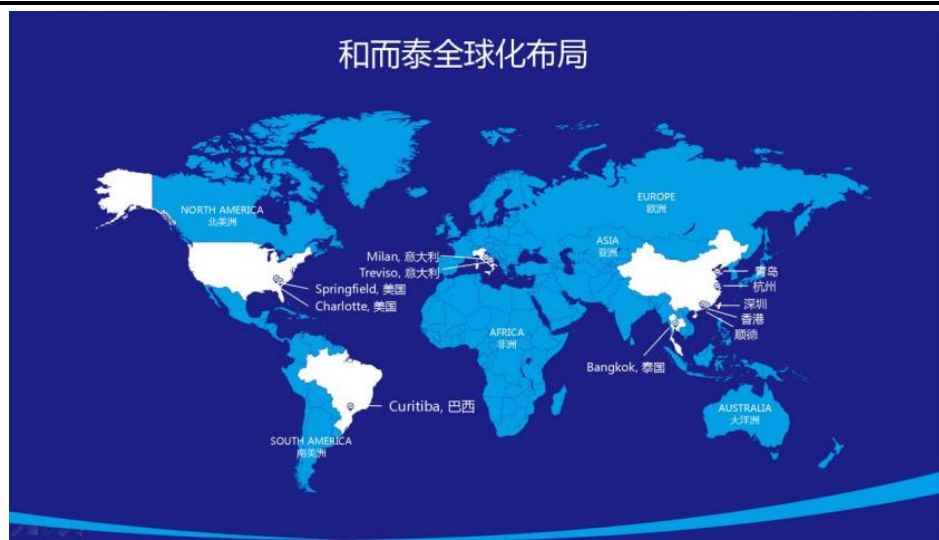 和而泰全球化布局
EUROPE
欧洲
NORTH AMERICA
北美洲
ASIA
亚洲
Milan, 意大利
Treviso, 意大利
青岛
杭州
Springfield, 美国
Charlotte, 美国
深圳
香港
顺德
AFRICA
非洲
Bangkok, 泰国
Curitiba, 巴西
AUSTRALIA
大洋洲
SOUTH AMERICA
南美洲